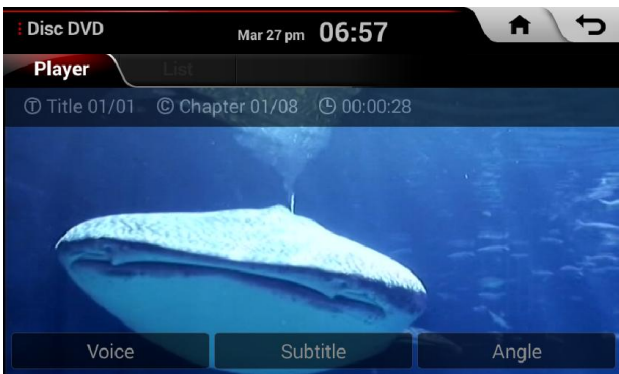 Disc DVD
Mar 27 pm 06:57
Player List
Ⓣ Title 01/01 © Chapter 01/08 00:00:28
Voice Subtitle Angle